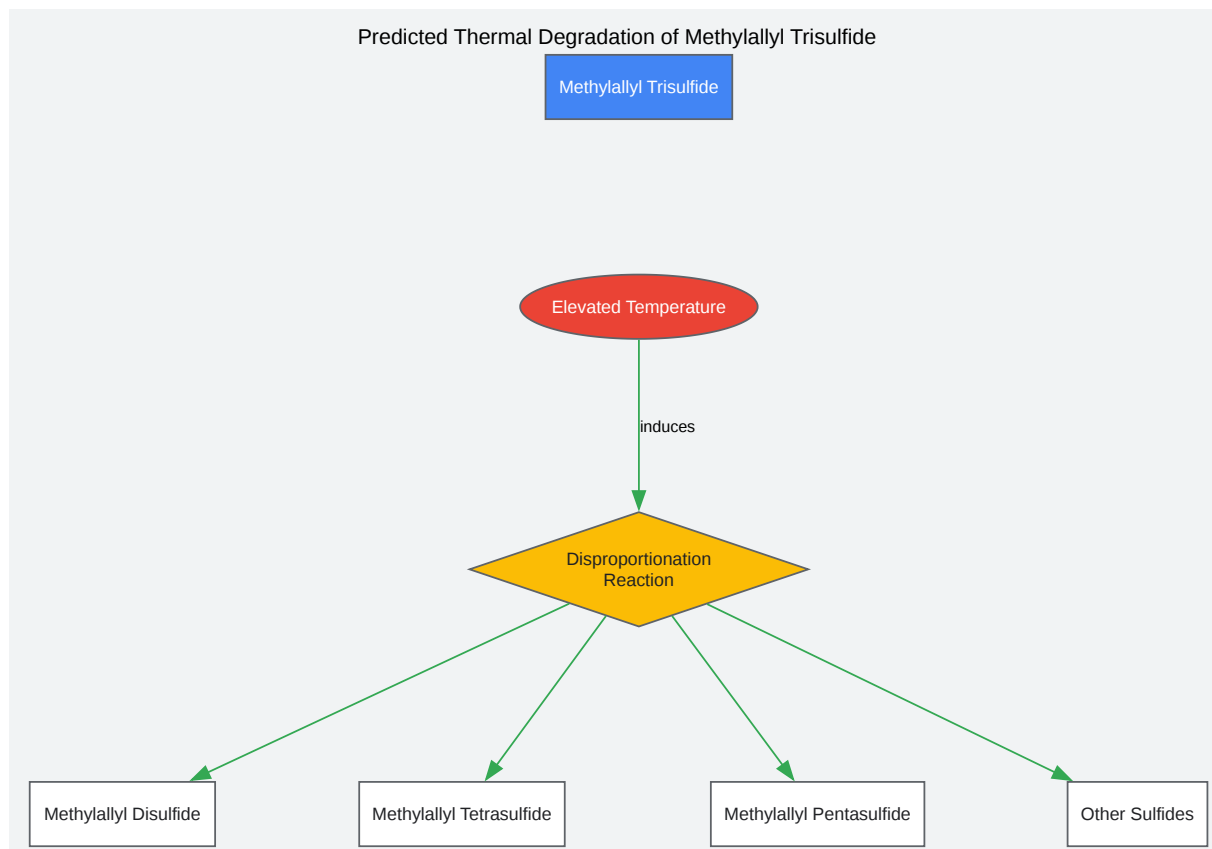 Predicted Thermal Degradation of Methylallyl Trisulfide
Methylallyl Trisulfide
Elevated Temperature
induces
Disproportionation
Reaction
Methylallyl Disulfide
Methylallyl Tetrasulfide
Methylallyl Pentasulfide
Other Sulfides